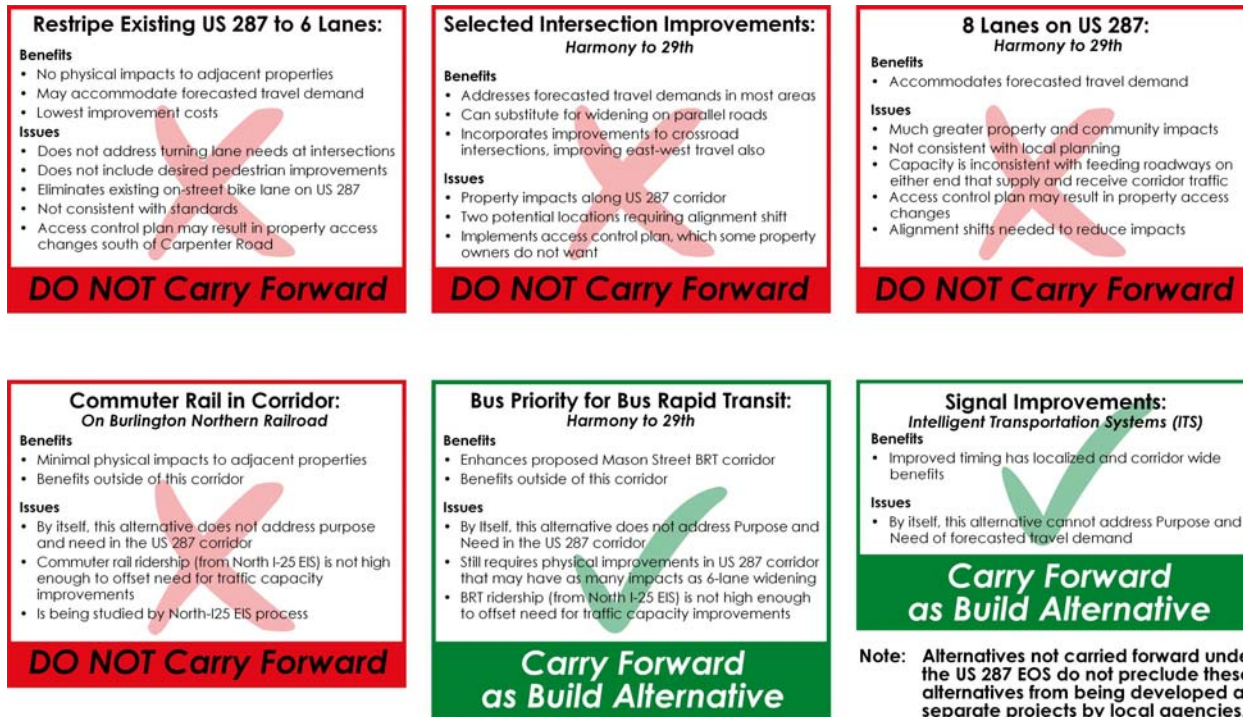 Restripe Existing US 287 to 6 Lanes:
Benefits
• No physical impacts to adjacent properties
• May accommodate forecasted travel demand
• Lowest improvement costs
Issues
• Does not address turning lane needs at intersections
• Does not include desired pedestrian improvements
• Eliminates existing on-street bike lane on US 287
• Not consistent with standards
• Access control plan may result in property access
changes south of Carpenter Road
DO NOT Carry Forward
Selected Intersection Improvements:
Harmony to 29th
Benefits
• Addresses forecasted travel demands in most areas
• Can substitute for widening on parallel roads
• Incorporates improvements to crossroad
intersections, improving east-west travel also
Issues
• Property impacts along US 287 corridor
• Two potential locations requiring alignment shift
• Implements access control plan, which some property
owners do not want
DO NOT Carry Forward
8 Lanes on US 287:
Harmony to 29th
Benefits
• Accommodates forecasted travel demand
Issues
• Much greater property and community impacts
• Not consistent with local planning
• Capacity is inconsistent with feeding roadways on
either end that supply and receive corridor traffic
• Access control plan may result in property access
changes
• Alignment shifts needed to reduce impacts
DO NOT Carry Forward
Commuter Rail in Corridor:
On Burlington Northern Railroad
Benefits
• Minimal physical impacts to adjacent properties
• Benefits outside of this corridor
Issues
• By itself, this alternative does not address purpose
and need in the US 287 corridor
• Commuter rail ridership (from North I-25 EIS) is not high
enough to offset need for traffic capacity
improvements
• Is being studied by North-I25 EIS process
DO NOT Carry Forward
Bus Priority for Bus Rapid Transit:
Harmony to 29th
Benefits
• Enhances proposed Mason Street BRT corridor
• Benefits outside of this corridor
Issues
• By Itself, this alternative does not address Purpose and
Need in the US 287 corridor
• Still requires physical improvements in US 287 corridor
that may have as many impacts as 6-lane widening
• BRT ridership (from North I-25 EIS) is not high enough
to offset need for traffic capacity improvements
Carry Forward
as Build Alternative
Signal Improvements:
Intelligent Transportation Systems (ITS)
Benefits
• Improved timing has localized and corridor wide
benefits
Issues
• By itself, this alternative cannot address Purpose and
Need of forecasted travel demand
Carry Forward
as Build Alternative
Note: Alternatives not carried forward unde
the US 287 EOS do not preclude these
alternatives from being developed a
separate projects by local agencies.